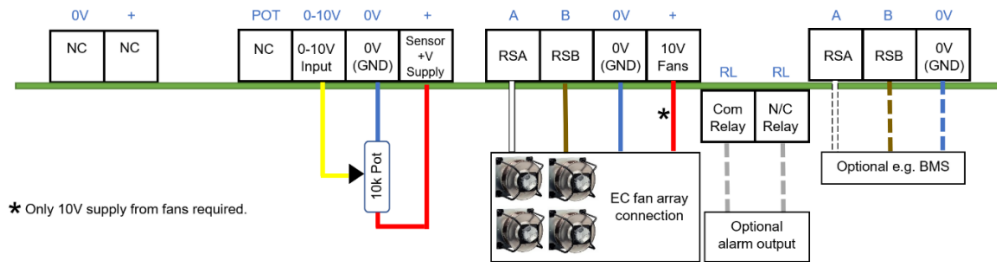 0V +
NC NC
POT 0-10V 0V +
NC
0-10V
Input
0V
(GND)
Sensor
+V
Supply
10k Pot
* Only 10V supply from fans required.
A B 0V +
RSA
RSB
0V
(GND)
10V
Fans
*
EC fan array
connection
RL RL
Com
Relay
N/C
Relay
Optional
alarm output
A B 0V
RSA
RSB
0V
(GND)
Optional e.g. BMS